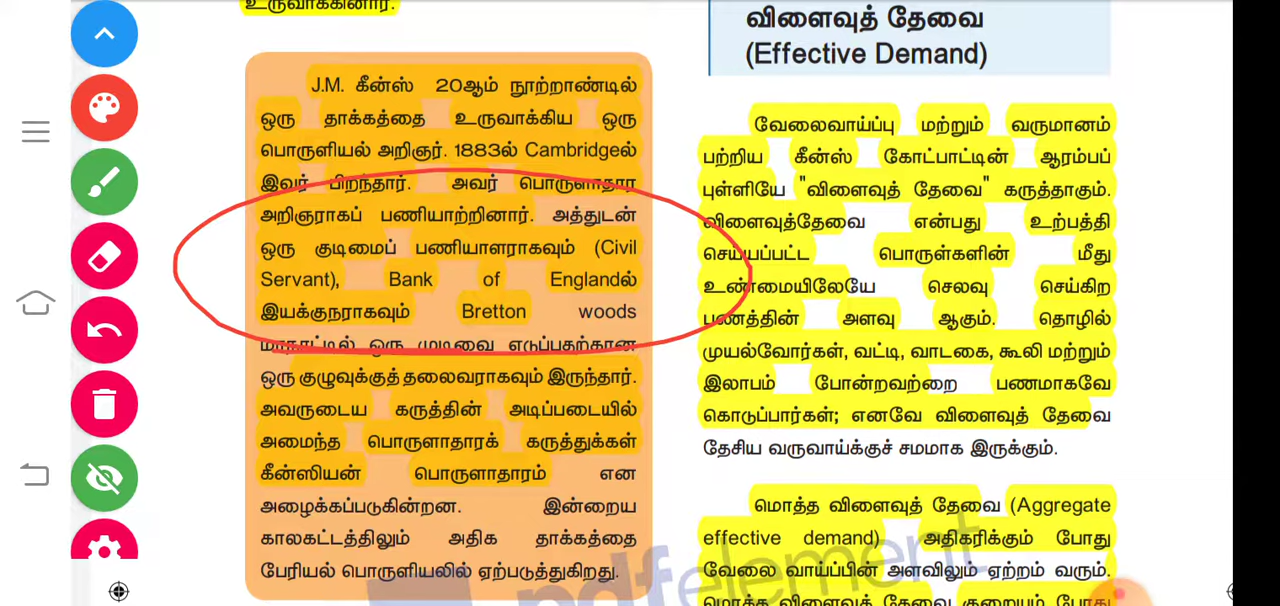 உருவாக்கினார்.
J.M. கீன்ஸ் 20ஆம் நூற்றாண்டில்
ஒரு தாக்கத்தை உருவாக்கிய ஒரு
பொருளியல் அறிஞர். 1883ல் Cambridgeல்
இவர் பிறந்தார். அவர் பொருளாதார
அறிஞராகப் பணியாற்றினார். அத்துடன்
ஒரு குடிமைப் பணியாளராகவும் (Civil
Servant), Bank of Englandல்
இயக்குநராகவும் Bretton woods
மாநாட்டில் ஒரு முடிவை எடுப்பதற்கான
ஒரு குழுவுக்குத் தலைவராகவும் இருந்தார்.
அவருடைய கருத்தின் அடிப்படையில்
அமைந்த பொருளாதாரக் கருத்துக்கள்
கீன்ஸியன் பொருளாதாரம் என
அழைக்கப்படுகின்றன. இன்றைய
காலகட்டத்திலும் அதிக தாக்கத்தை
பேரியல் பொருளியலில் ஏற்படுத்துகிறது.
விளைவுத் தேவை
(Effective Demand)
வேலைவாய்ப்பு மற்றும் வருமானம்
பற்றிய கீன்ஸ் கோட்பாட்டின் ஆரம்பப்
புள்ளியே "விளைவுத் தேவை" கருத்தாகும்.
விளைவுத்தேவை என்பது உற்பத்தி
செய்யப்பட்ட பொருள்களின் மீது
உண்மையிலேயே செலவு செய்கிற
பணத்தின் அளவு ஆகும். தொழில்
முயல்வோர்கள், வட்டி, வாடகை, கூலி மற்றும்
இலாபம் போன்றவற்றை பணமாகவே
கொடுப்பார்கள்; எனவே விளைவுத் தேவை
தேசிய வருவாய்க்குச் சமமாக இருக்கும்.
மொத்த விளைவுத் தேவை (Aggregate
effective demand) அதிகரிக்கும் போது
வேலை வாய்ப்பின் அளவிலும் ஏற்றம் வரும்.
மொத்த விளைவுத் தேவை குறையும் போது
pdfelement